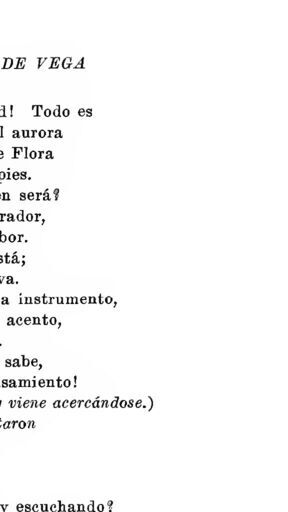 DE VEGA
d! Todo es
l aurora
e Flora
pies.
n será?
rador,
bor.
stá;
va.
a instrumento,
acento,
.
sabe,
samiento!
y viene acercándose.)
taron
y escuchando?